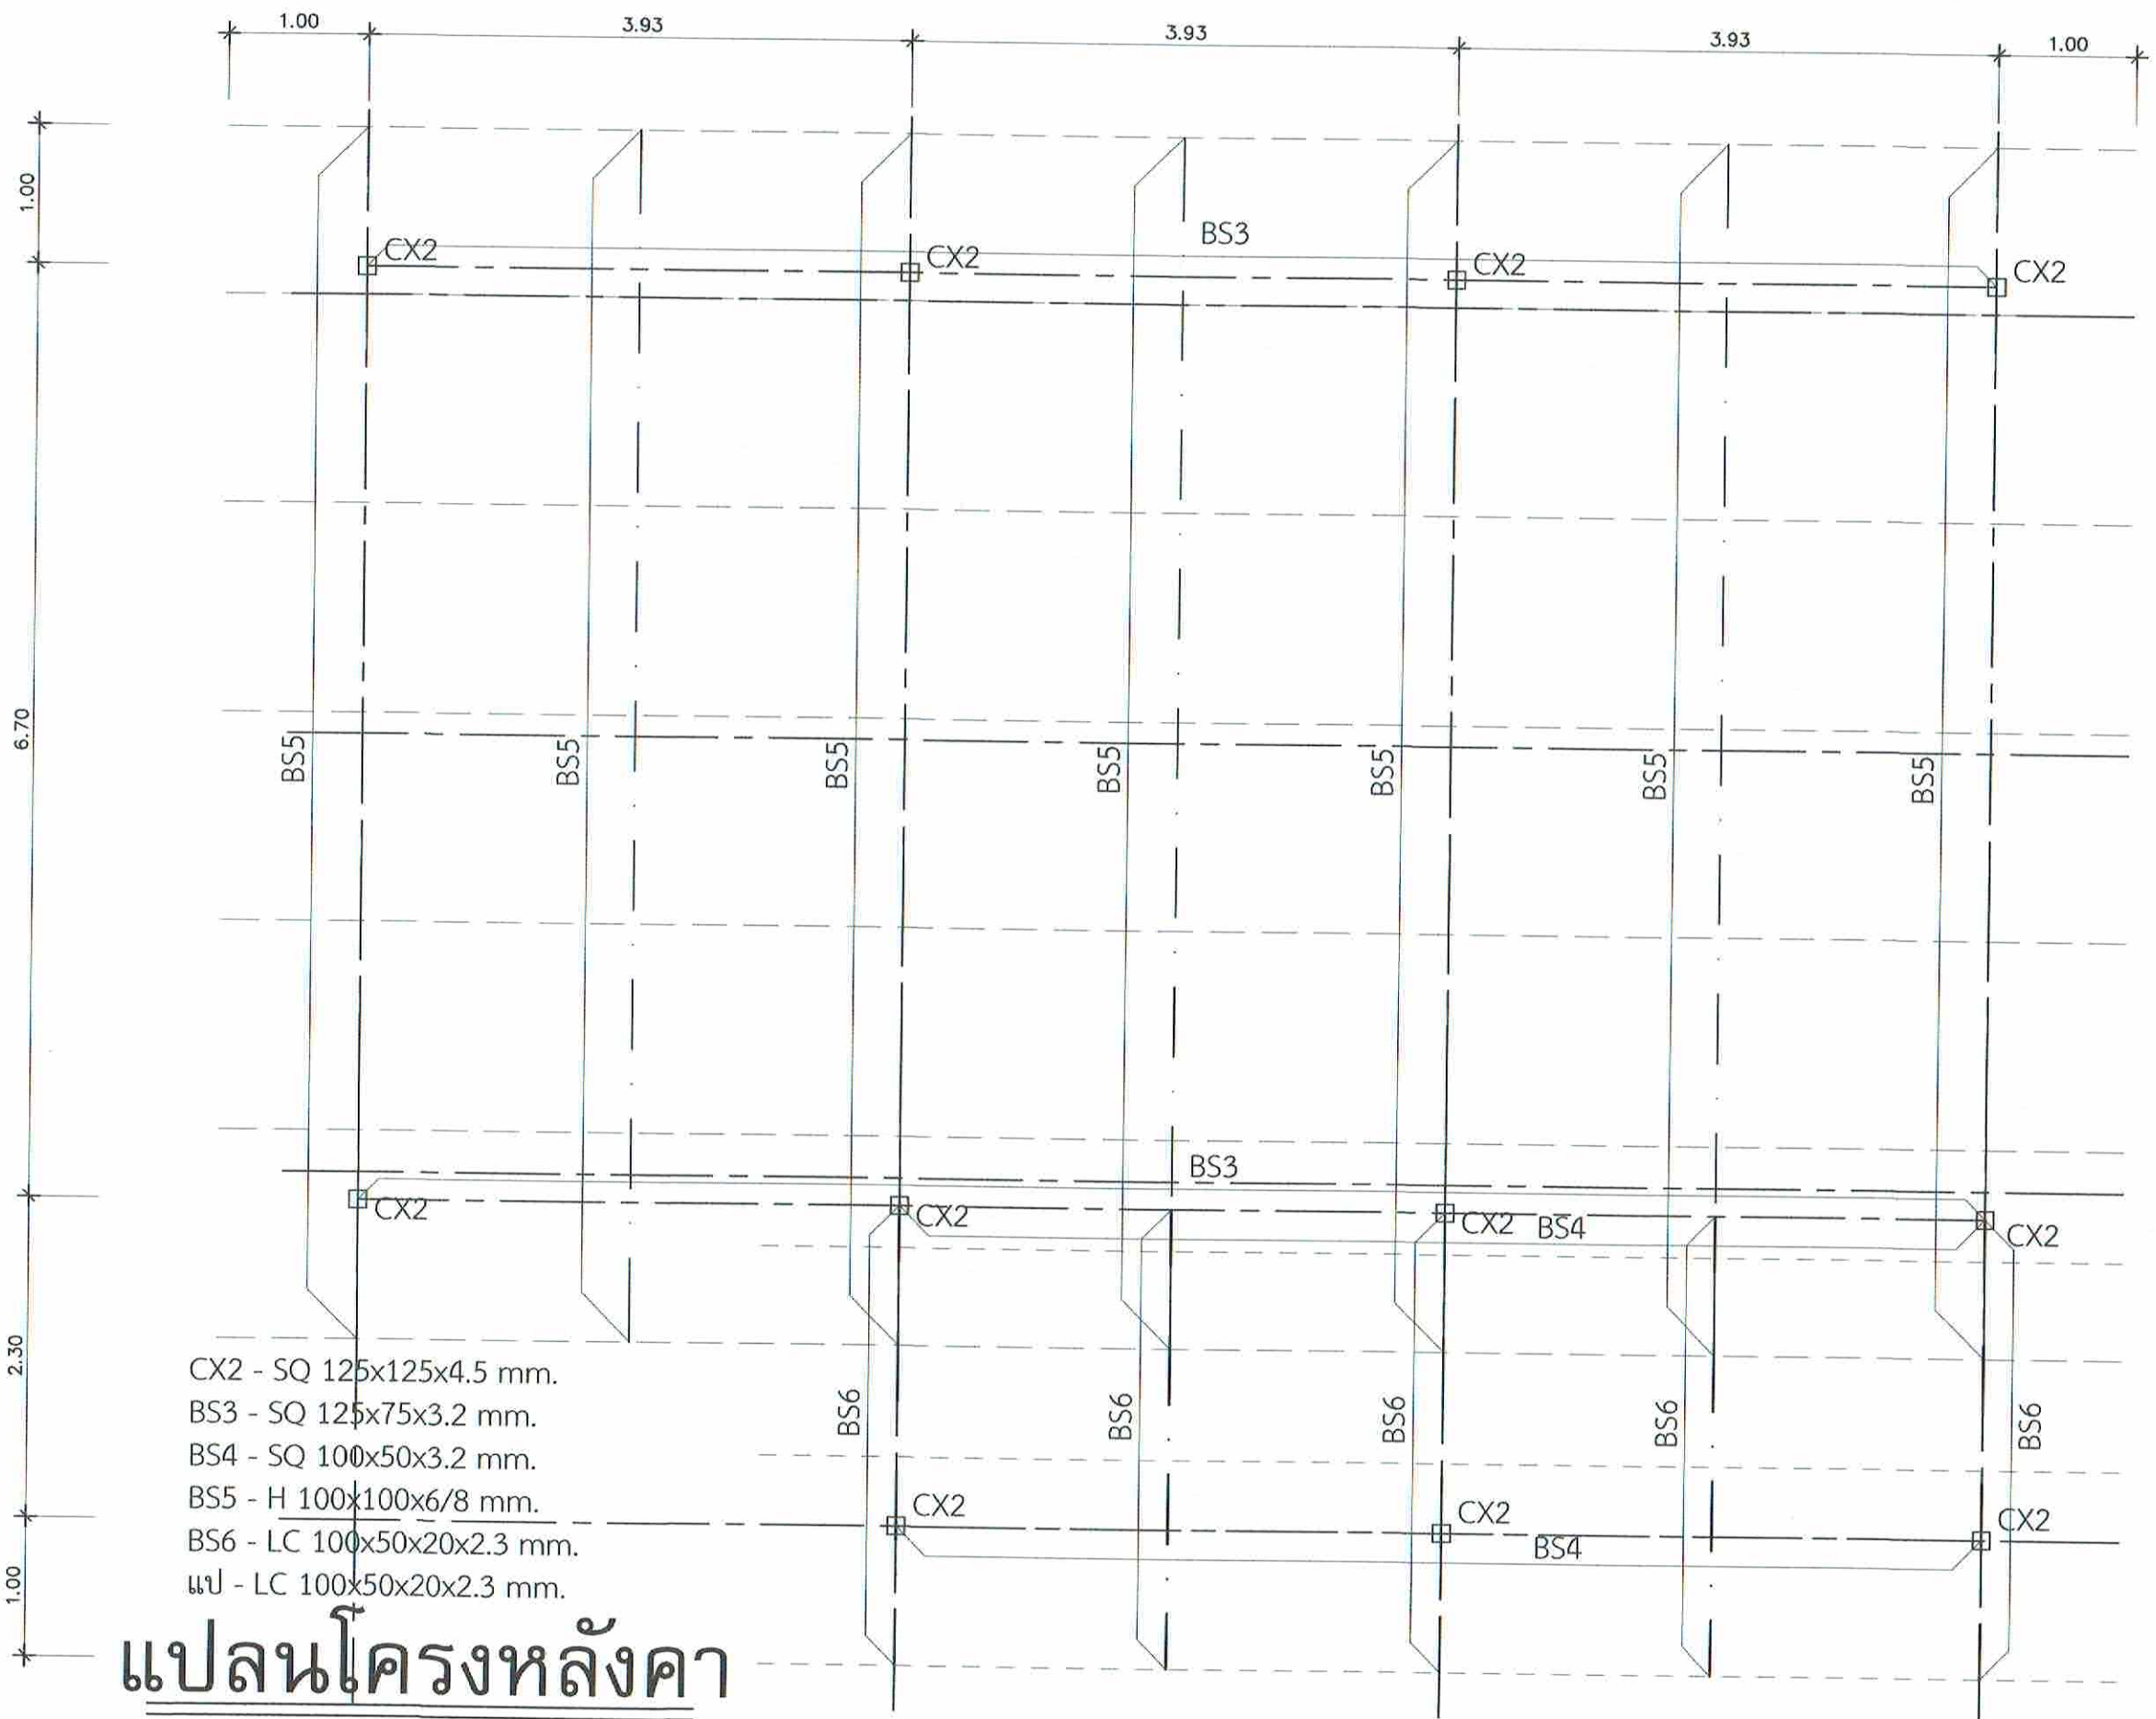 1.00 3.93 3.93 3.93 1.00
1.00
BS3
CX2 CX2 CX2 CX2
6.70
BS5 BS5 BS5 BS5 BS5 BS5 BS5
BS3
CX2 CX2 CX2 BS4 CX2
2.30
CX2 - SQ 125x125x4.5 mm.
BS3 - SQ 125x75x3.2 mm.
BS4 - SQ 100x50x3.2 mm.
BS5 - H 100x100x6/8 mm.
BS6 - LC 100x50x20x2.3 mm.
แป - LC 100x50x20x2.3 mm.
BS6 BS6 BS6 BS6 BS6
CX2 CX2 CX2
BS4
1.00
แปลนโครงหลังคา